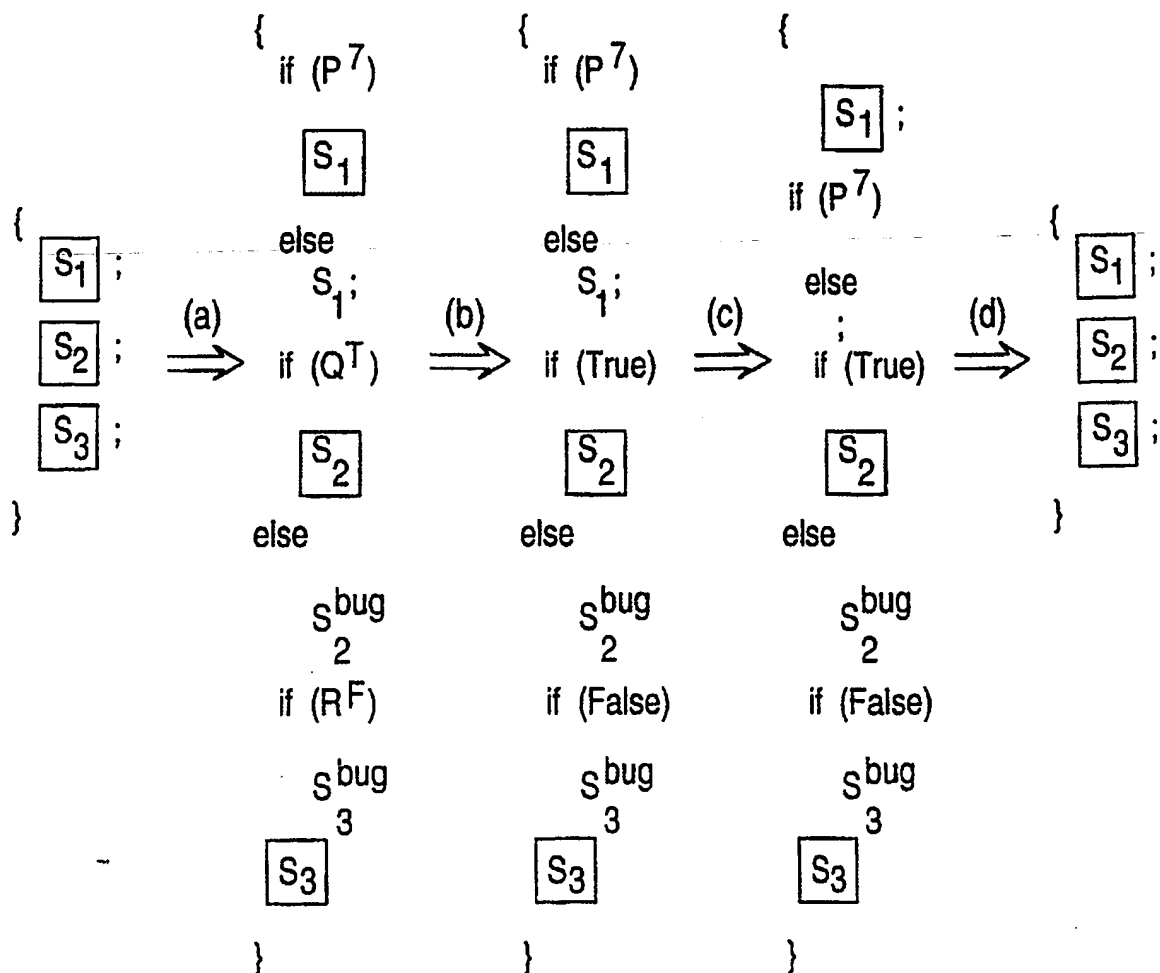 {
S1 ;
S2 ;
S3 ;
}
(a)
{
if (P7)
S1
else
S1;
if (QT)
S2
else
S2bug
if (RF)
S3bug
S3
}
(b)
{
if (P7)
S1
else
S1;
if (True)
S2
else
S2bug
if (False)
S3bug
S3
}
(c)
{
S1 ;
if (P7)
else
;
if (True)
S2
else
S2bug
if (False)
S3bug
S3
}
(d)
{
S1 ;
S2 ;
S3 ;
}